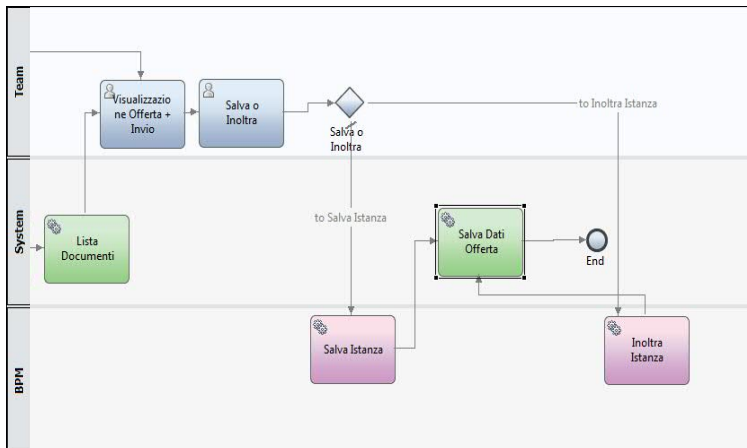 Team
Visualizzazio
ne Offerta +
Invio
Salva o
Inoltra
Salva o
Inoltra
to Inoltra Istanza
System
Lista
Documenti
to Salva Istanza
Salva Dati
Offerta
End
BPM
Salva Istanza
Inoltra
Istanza